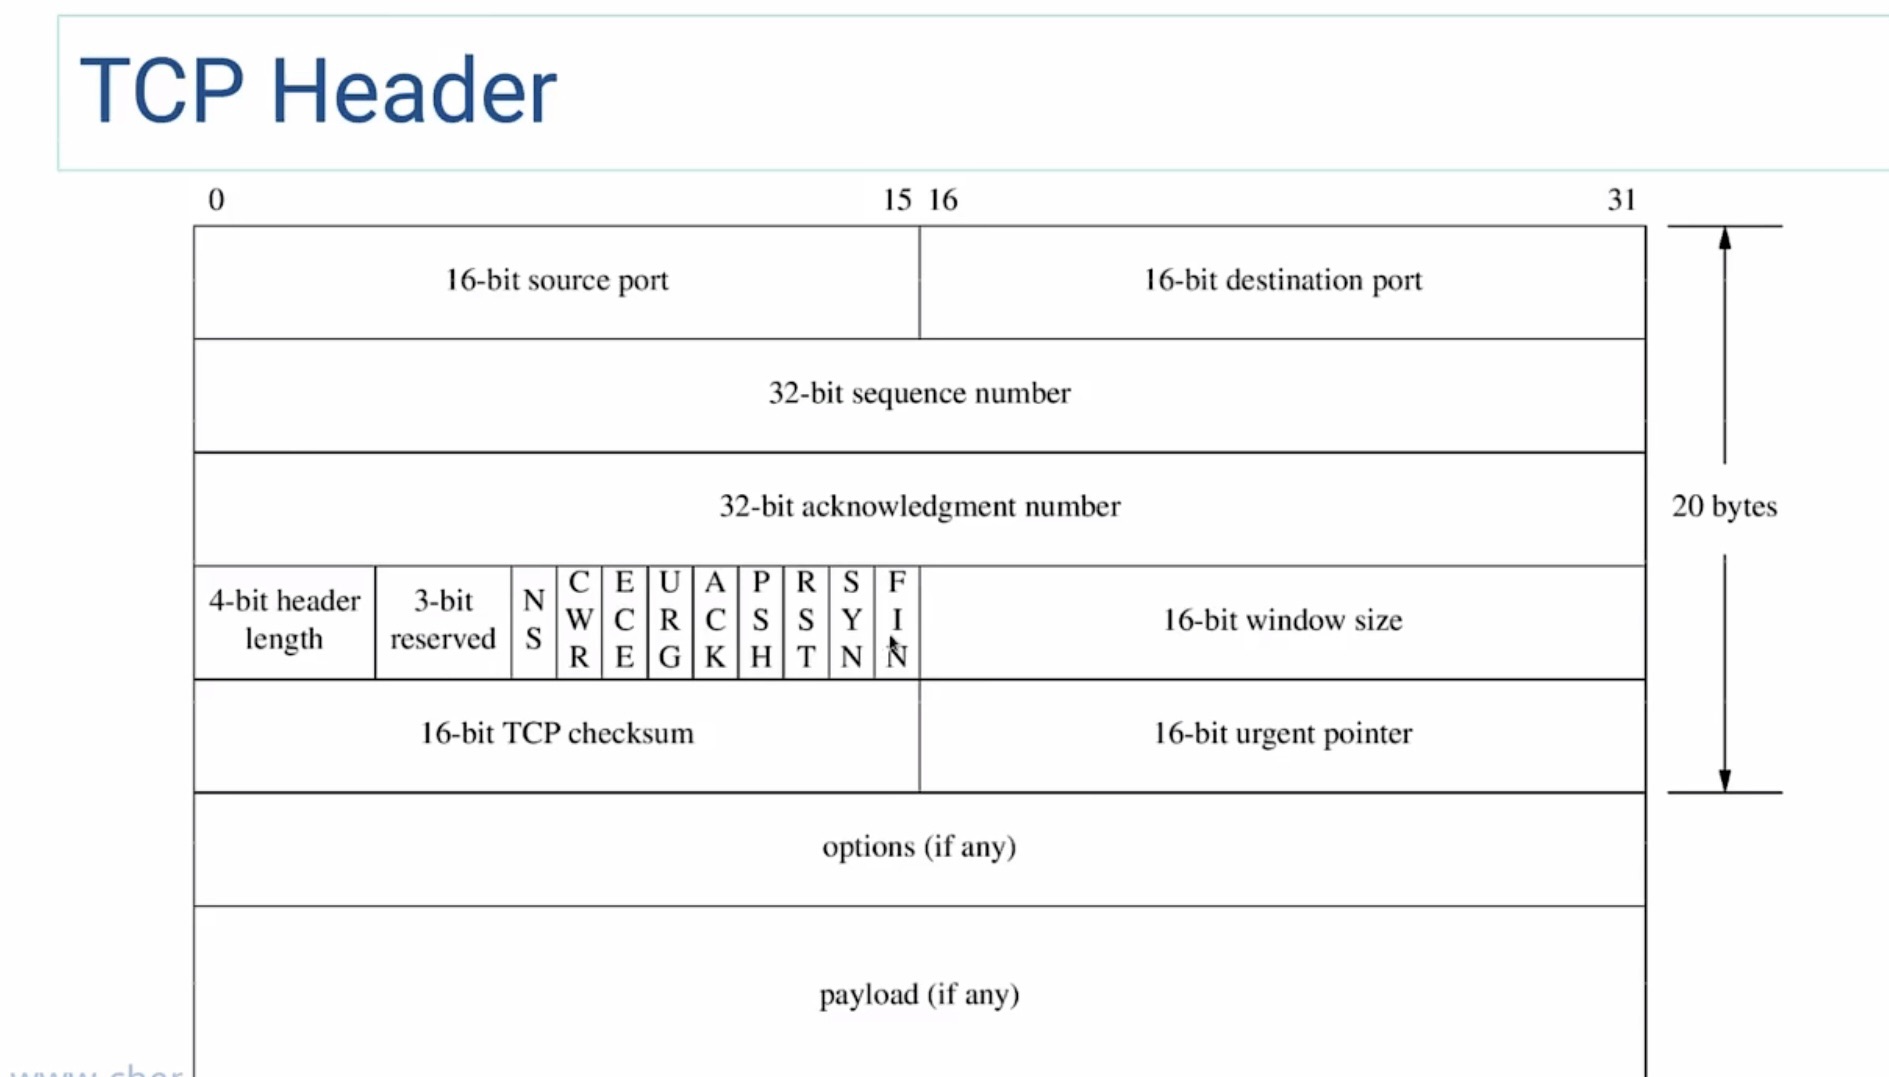 TCP Header
0 15 16 31
16-bit source port 16-bit destination port
32-bit sequence number
32-bit acknowledgment number
20 bytes
4-bit header length
3-bit reserved
NS
CWR
ECE
URG
ACK
PSH
RST
SYN
FIN
16-bit window size
16-bit TCP checksum 16-bit urgent pointer
options (if any)
payload (if any)